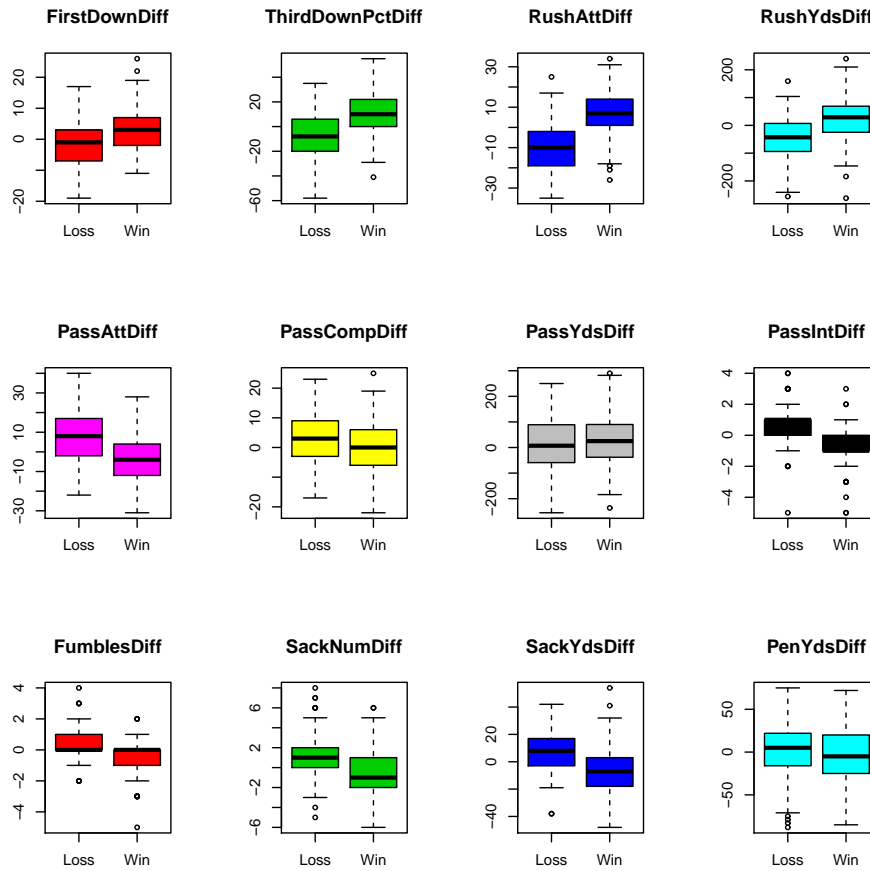 FirstDownDiff
20
10
0
−20
Loss
Win
ThirdDownPctDiff
20
−20
−60
Loss
Win
RushAttDiff
30
10
−10
−30
Loss
Win
RushYdsDiff
200
0
−200
Loss
Win
PassAttDiff
30
10
−10
−30
Loss
Win
PassCompDiff
20
10
0
−20
Loss
Win
PassYdsDiff
200
0
−200
Loss
Win
PassIntDiff
4
2
0
−2
−4
Loss
Win
FumblesDiff
4
2
0
−2
−4
Loss
Win
SackNumDiff
6
2
−2
−6
Loss
Win
SackYdsDiff
20
0
−40
Loss
Win
PenYdsDiff
50
0
−50
Loss
Win